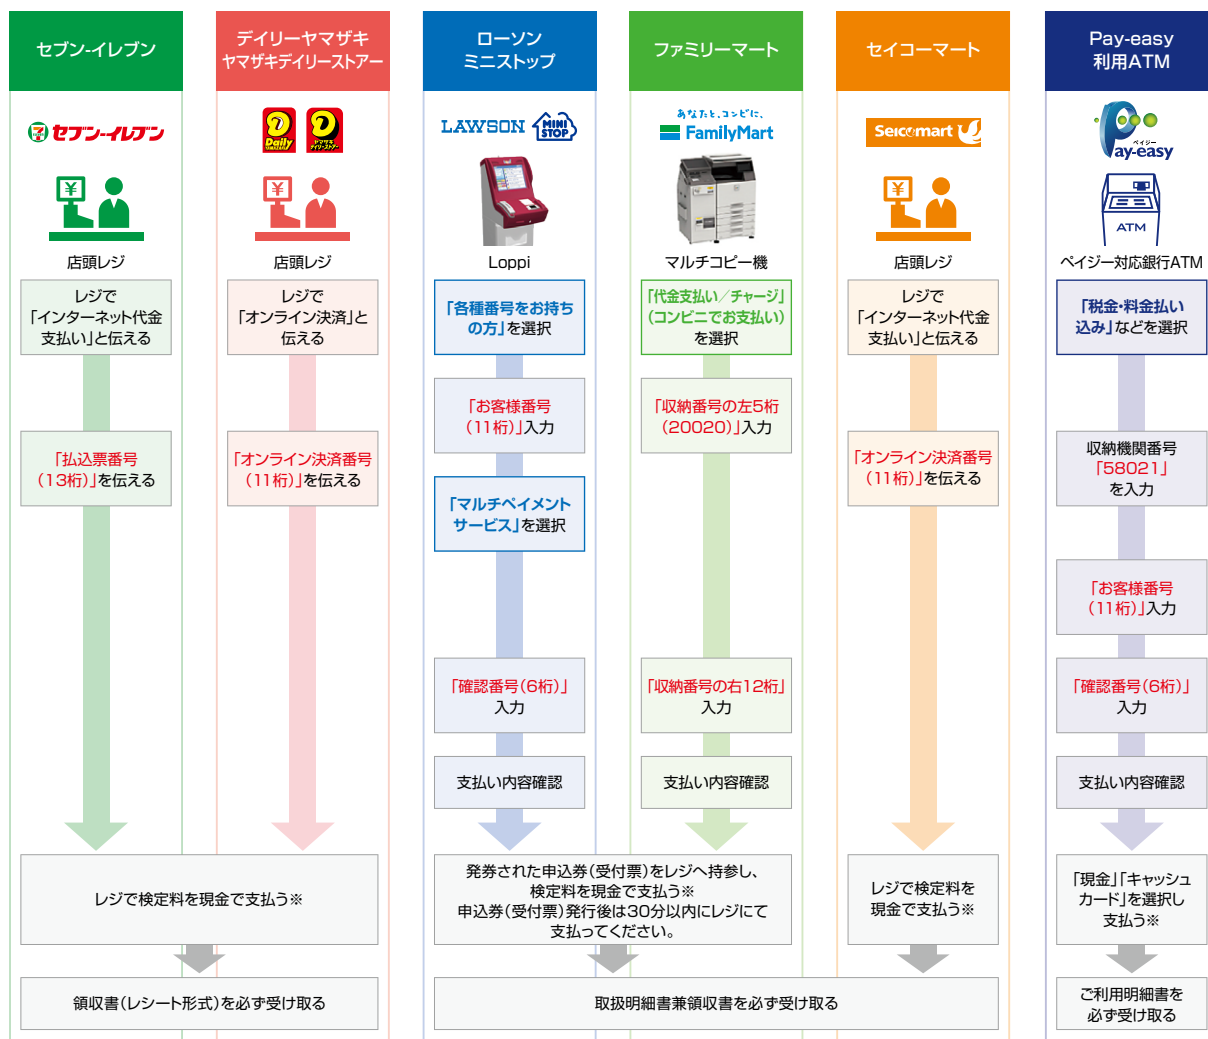 セブン-イレブン
デイリーヤマザキ
ヤマザキデイリーストアー
ローソン
ミニストップ
ファミリーマート
セイコーマート
Pay-easy
利用ATM
セブン-イレブン
Daily
YAMAZAKI
ヤマザキ
デイリーストアー
LAWSON
MINI
STOP
あなたと、コンビに、
FamilyMart
Seicomart
ペイジー
Pay-easy
¥
¥
¥
ATM
店頭レジ
店頭レジ
Loppi
マルチコピー機
店頭レジ
ペイジー対応銀行ATM
レジで
「インターネット代金
支払い」と伝える
レジで
「オンライン決済」と
伝える
「各種番号をお持ち
の方」を選択
「代金支払い／チャージ」
(コンビニでお支払い)
を選択
レジで
「インターネット代金
支払い」と伝える
「税金・料金払い
込み」などを選択
「お客様番号
(11桁)」入力
「収納番号の左5桁
(20020)」入力
「払込票番号
(13桁)」を伝える
「オンライン決済番号
(11桁)」を伝える
「マルチペイメント
サービス」を選択
「オンライン決済番号
(11桁)」を伝える
収納機関番号
「58021」
を入力
「お客様番号
(11桁)」入力
「確認番号(6桁)」
入力
「収納番号の右12桁」
入力
「確認番号(6桁)」
入力
支払い内容確認
支払い内容確認
支払い内容確認
レジで検定料を現金で支払う※
発券された申込券(受付票)をレジへ持参し、
検定料を現金で支払う※
申込券(受付票)発行後は30分以内にレジにて
支払ってください。
レジで検定料を
現金で支払う※
「現金」「キャッシュ
カード」を選択し
支払う※
領収書(レシート形式)を必ず受け取る
取扱明細書兼領収書を必ず受け取る
ご利用明細書を
必ず受け取る